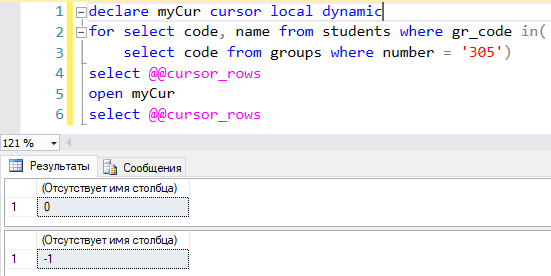 1 declare myCur cursor local dynamic
2 for select code, name from students where gr_code in(
3 select code from groups where number = '305')
4 select @@cursor_rows
5 open myCur
6 select @@cursor_rows
121 %
Результаты Сообщения
(Отсутствует имя столбца)
1 0
(Отсутствует имя столбца)
1 -1